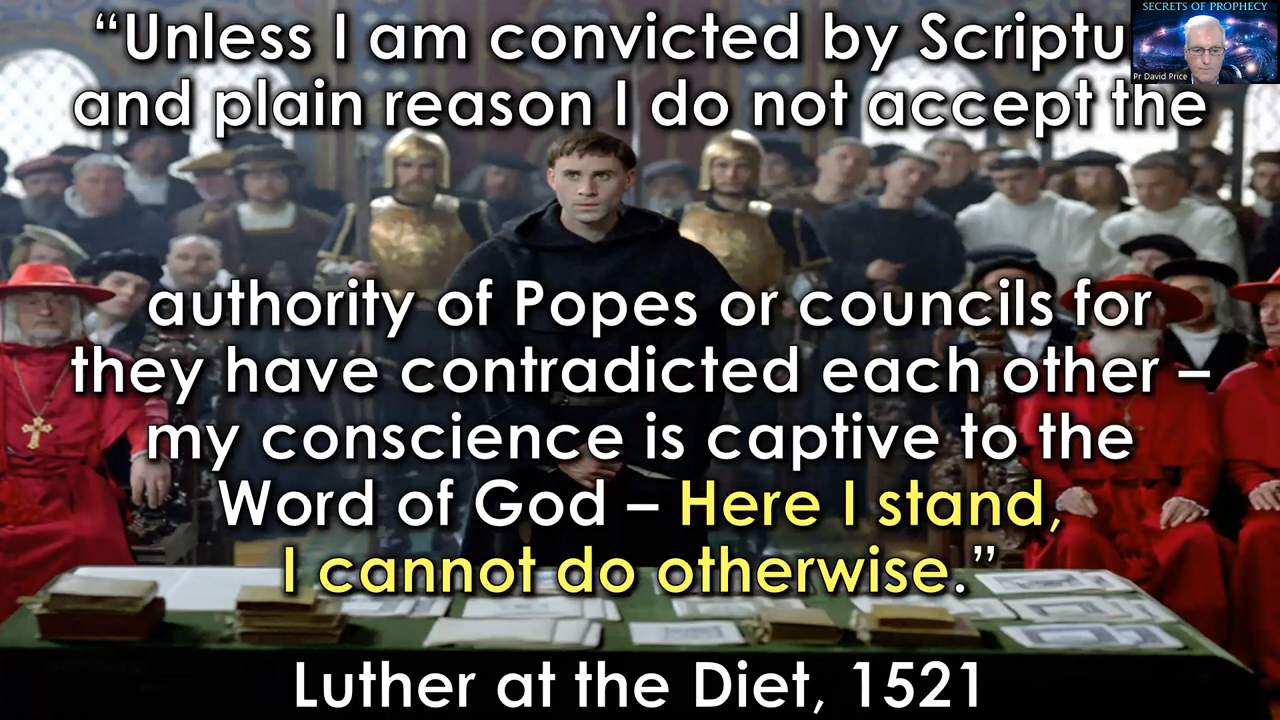 SECRETS OF PROPHECY
Pr David Price
“Unless I am convicted by Scriptu
and plain reason I do not accept the
authority of Popes or councils for
they have contradicted each other –
my conscience is captive to the
Word of God – Here I stand,
I cannot do otherwise.”
Luther at the Diet, 1521